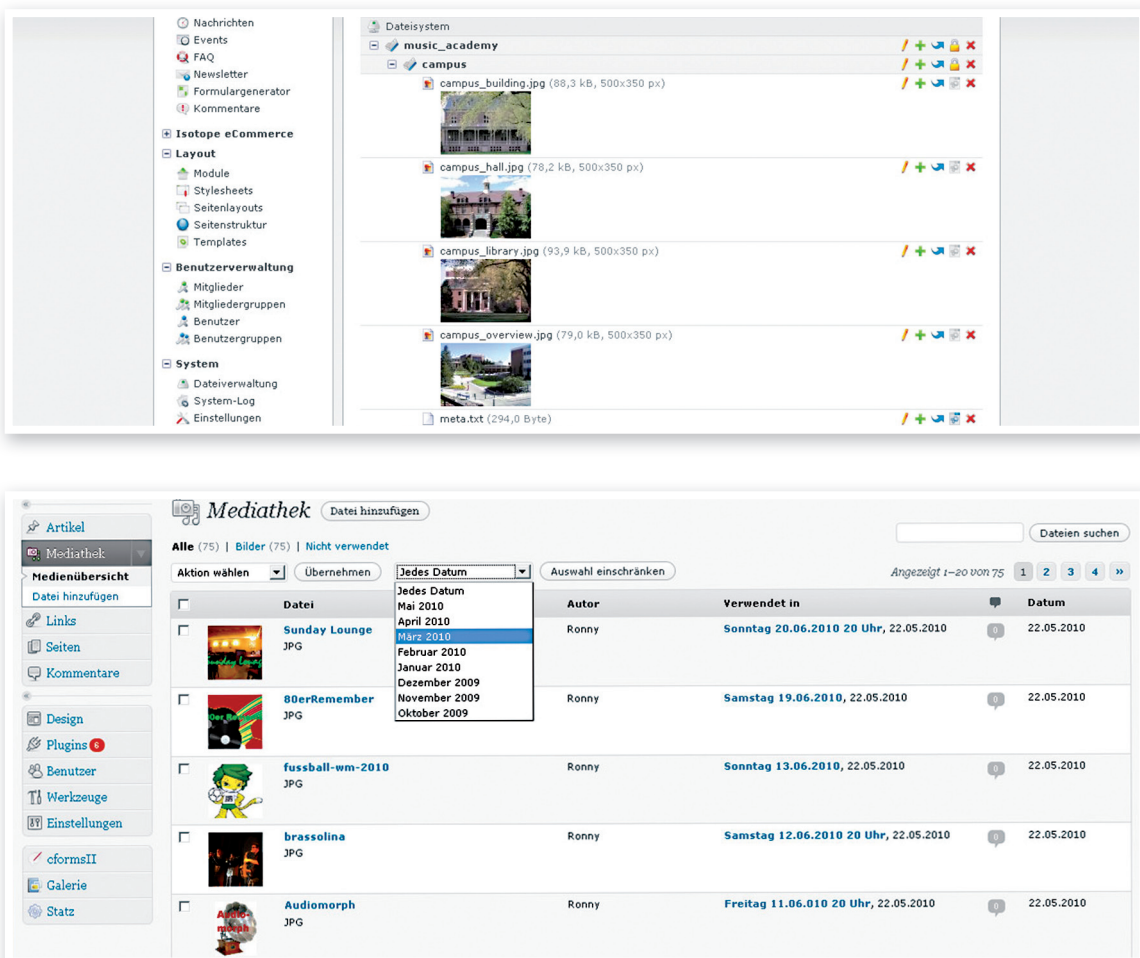 Nachrichten
Events
FAQ
Newsletter
Formulargenerator
Kommentare
Isotope eCommerce
Layout
Module
Stylesheets
Seitenlayouts
Seitenstruktur
Templates
Benutzerverwaltung
Mitglieder
Mitgliedergruppen
Benutzer
Benutzergruppen
System
Dateiverwaltung
System-Log
Einstellungen
Dateisystem
music_academy
campus
campus_building.jpg (88,3 kB, 500x350 px)
campus_hall.jpg (78,2 kB, 500x350 px)
campus_library.jpg (93,9 kB, 500x350 px)
campus_overview.jpg (79,0 kB, 500x350 px)
meta.txt (294,0 Byte)
Artikel
Mediathek
Medienübersicht
Datei hinzufügen
Links
Seiten
Kommentare
Design
Plugins 6
Benutzer
Werkzeuge
Einstellungen
cformsII
Galerie
Statz
Mediathek Datei hinzufügen
Dateien suchen
Alle (75) | Bilder (75) | Nicht verwendet
Aktion wählen Übernehmen Jedes Datum Auswahl einschränken Angezeigt 1–20 von 75 1 2 3 4 »
Jedes Datum
Mai 2010
April 2010
März 2010
Februar 2010
Januar 2010
Dezember 2009
November 2009
Oktober 2009
Datei Autor Verwendet in Datum
Sunday Lounge Ronny Sonntag 20.06.2010 20 Uhr, 22.05.2010 0 22.05.2010
JPG
80erRemember Ronny Samstag 19.06.2010, 22.05.2010 0 22.05.2010
JPG
fussball-wm-2010 Ronny Sonntag 13.06.2010, 22.05.2010 0 22.05.2010
JPG
brassolina Ronny Samstag 12.06.2010 20 Uhr, 22.05.2010 0 22.05.2010
JPG
Audiomorph Ronny Freitag 11.06.010 20 Uhr, 22.05.2010 0 22.05.2010
JPG
Audio-
morph